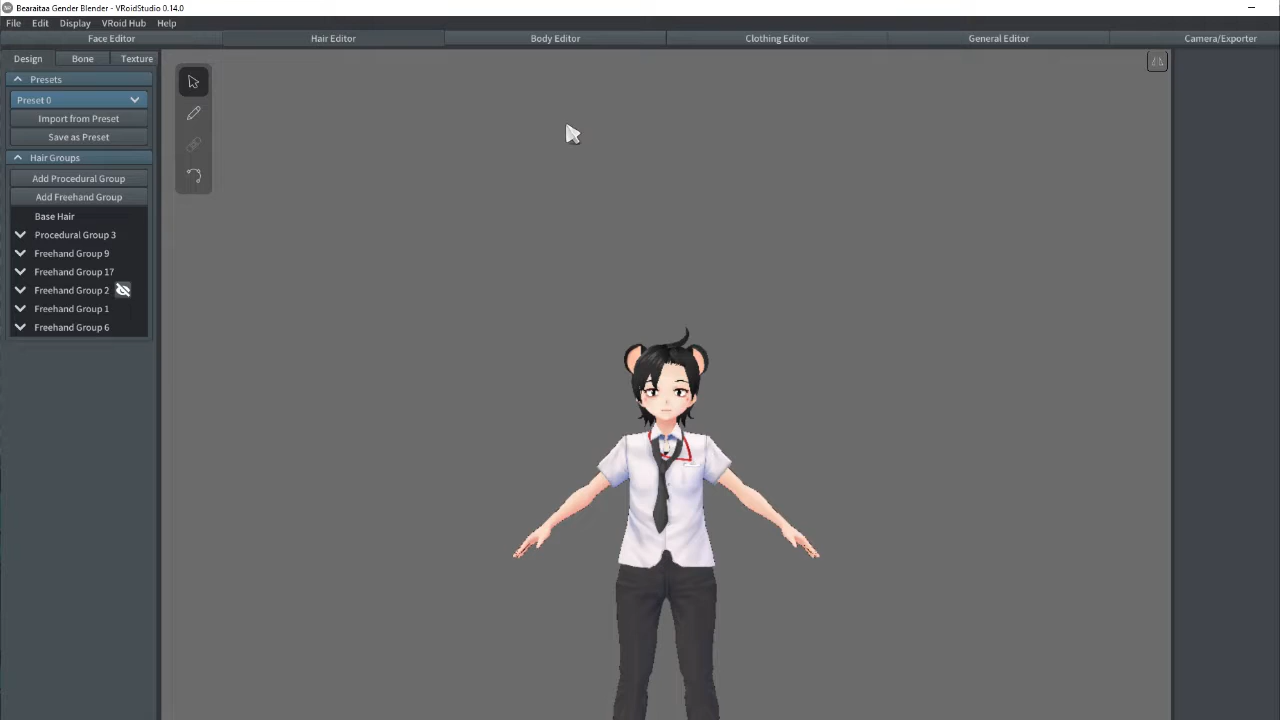 Bearaitaa Gender Blender - VRoidStudio 0.14.0
File Edit Display VRoid Hub Help
Face Editor Hair Editor Body Editor Clothing Editor General Editor Camera/Exporter
Design Bone Texture
Presets
Preset 0
Import from Preset
Save as Preset
Hair Groups
Add Procedural Group
Add Freehand Group
Base Hair
Procedural Group 3
Freehand Group 9
Freehand Group 17
Freehand Group 2
Freehand Group 1
Freehand Group 6